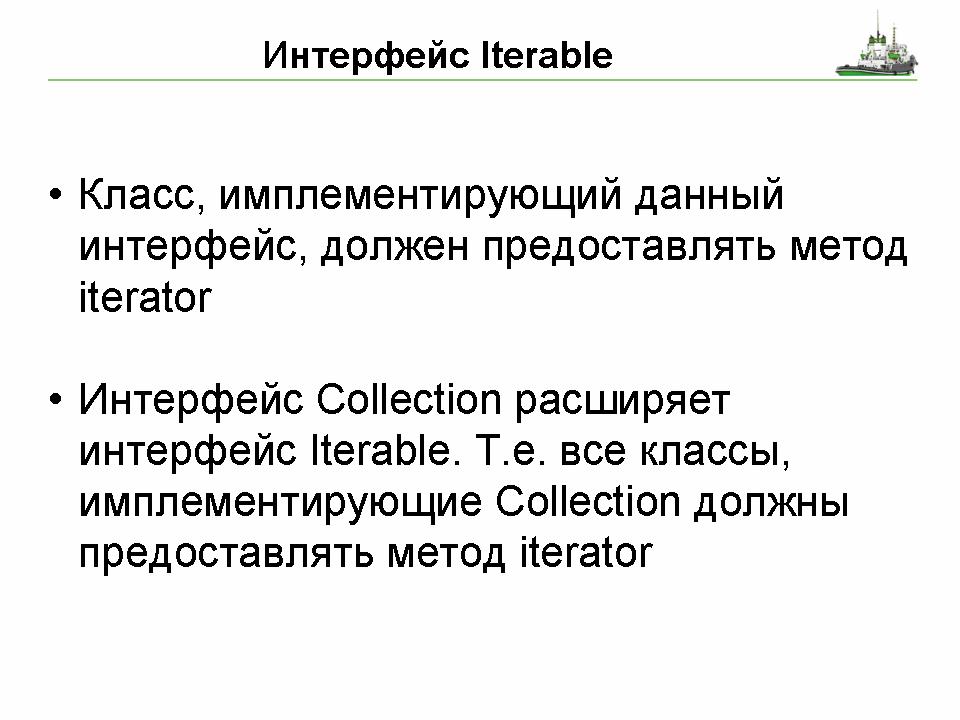 Интерфейс Iterable
• Класс, имплементирующий данный
интерфейс, должен предоставлять метод
iterator
• Интерфейс Collection расширяет
интерфейс Iterable. Т.е. все классы,
имплементирующие Collection должны
предоставлять метод iterator